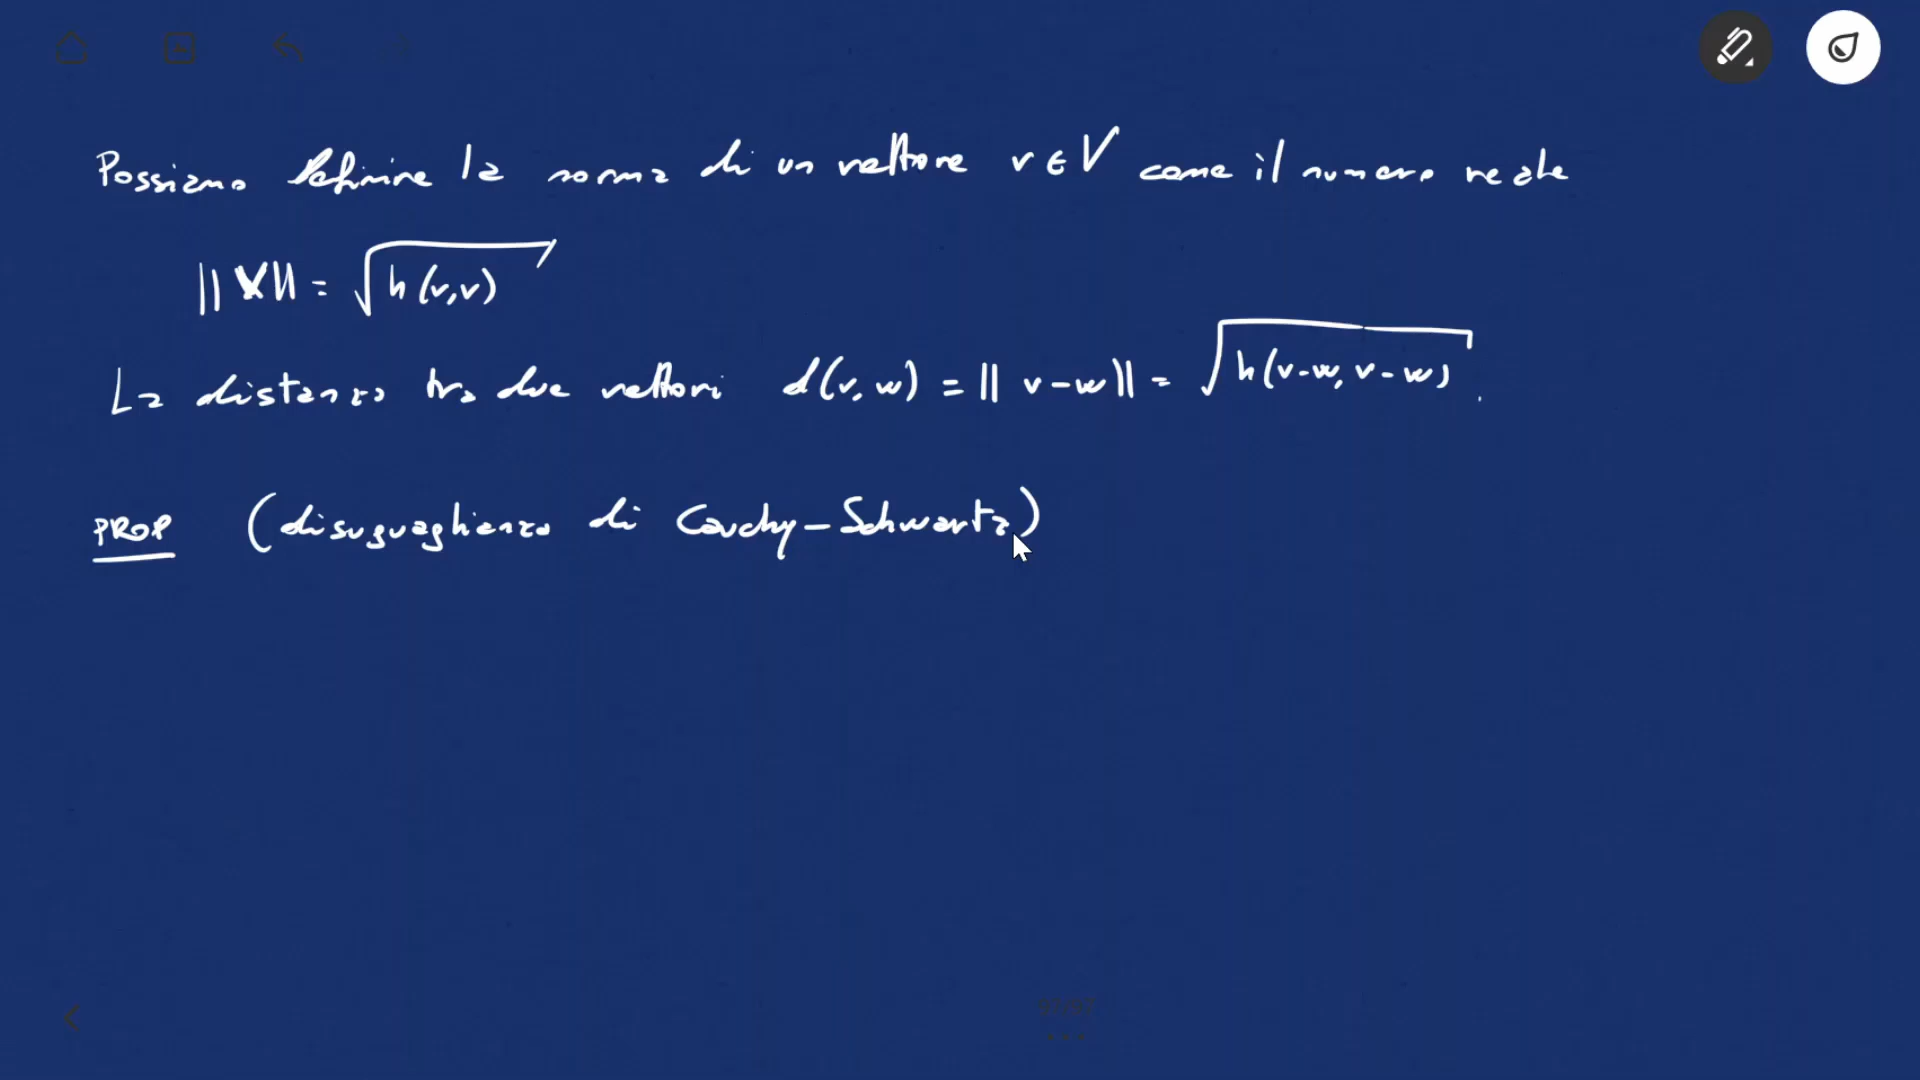 Possiamo definire la norma di un vettore v ∈ V come il numero reale
||v|| = √h(v,v)
La distanza tra due vettori d(v,w) = ||v-w|| = √h(v-w, v-w).
PROP (disuguaglianza di Cauchy-Schwartz)